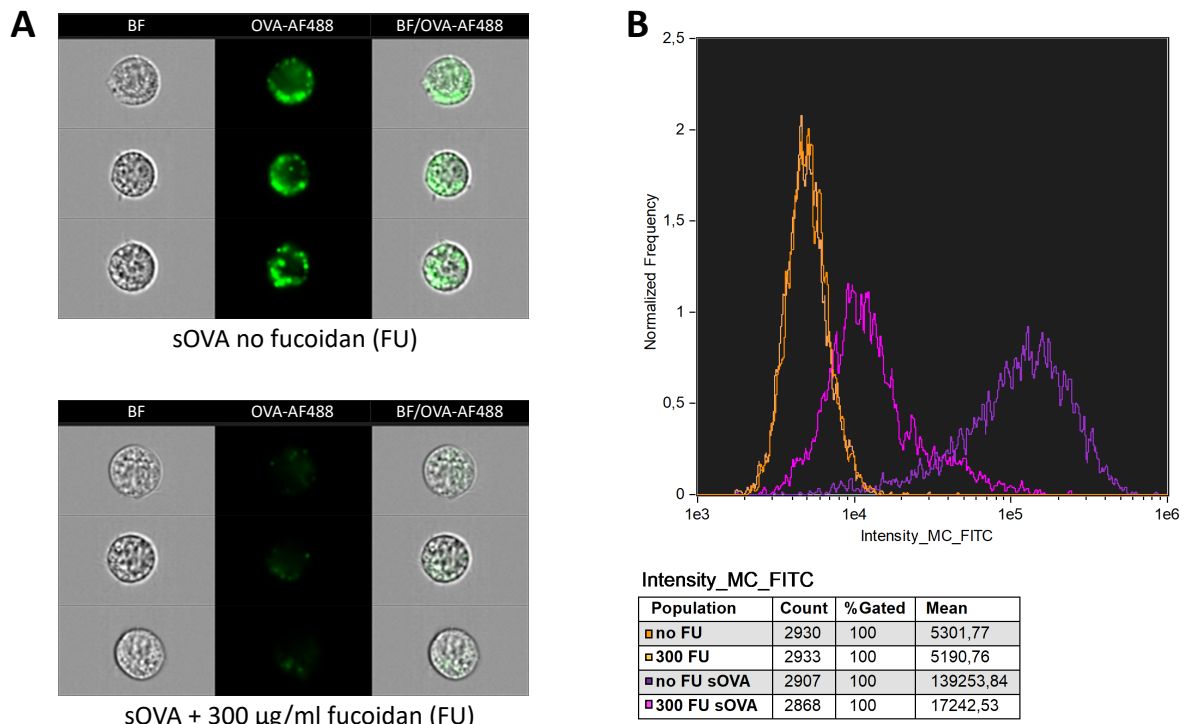 A
BF OVA-AF488 BF/OVA-AF488
sOVA no fucoidan (FU)
BF OVA-AF488 BF/OVA-AF488
sOVA + 300 µg/ml fucoidan (FU)
B
2,5
2
1,5
1
0,5
0
Normalized Frequency
1e3 1e4 1e5 1e6
Intensity_MC_FITC
Intensity_MC_FITC
Population Count %Gated Mean
no FU 2930 100 5301,77
300 FU 2933 100 5190,76
no FU sOVA 2907 100 139253,84
300 FU sOVA 2868 100 17242,53